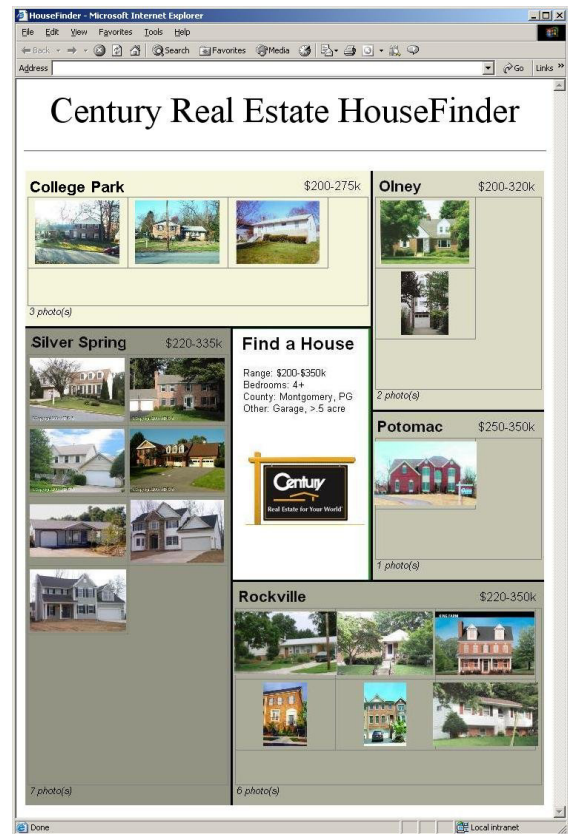 HouseFinder - Microsoft Internet Explorer
File Edit View Favorites Tools Help
Back Search Favorites Media
Address Go Links »
Century Real Estate HouseFinder
College Park $200-275k
3 photo(s)
Olney $200-320k
2 photo(s)
Silver Spring $220-335k
7 photo(s)
Find a House
Range: $200-$350k
Bedrooms: 4+
County: Montgomery, PG
Other: Garage, >.5 acre
Century
Real Estate for Your World
Potomac $250-350k
1 photo(s)
Rockville $220-350k
6 photo(s)
Done Local intranet